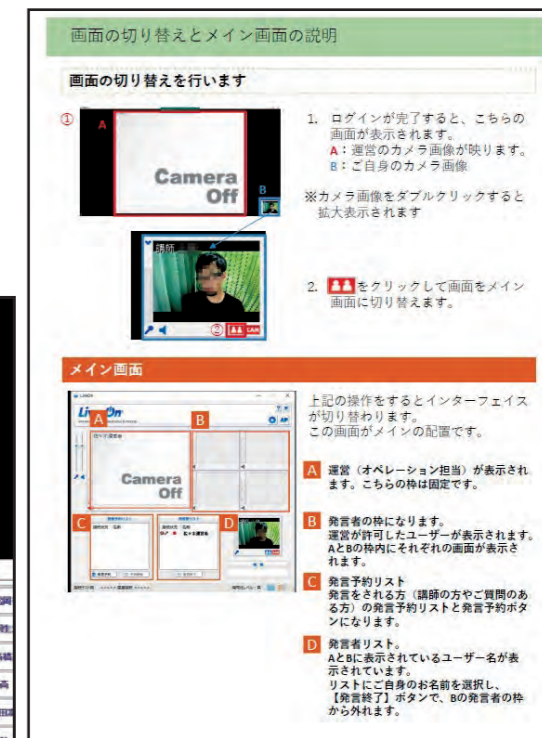 画面の切り替えとメイン画面の説明
画面の切り替えを行います
①
A
Camera
Off
B
1. ログインが完了すると、こちらの
画面が表示されます。
A：運営のカメラ画像が映ります。
B：ご自身のカメラ画像
※カメラ画像をダブルクリックすると
拡大表示されます
講師
② CAM
2. をクリックして画面をメイン
画面に切り替えます。
メイン画面
A
B
Camera
Off
C
D
上記の操作をするとインターフェイス
が切り替わります。
この画面がメインの配置です。
A 運営（オペレーション担当）が表示され
ます。こちらの枠は固定です。
B 発言者の枠になります。
運営が許可したユーザーが表示されます。
AとBの枠内にそれぞれの画面が表示さ
れます。
C 発言予約リスト
発言をされる方（講師の方やご質問のあ
る方）の発言予約リストと発言予約ボタ
ンになります。
D 発言者リスト。
AとBに表示されているユーザー名が表
示されています。
リストにご自身のお名前を選択し、
【発言終了】ボタンで、Bの発言者の枠
から外れます。